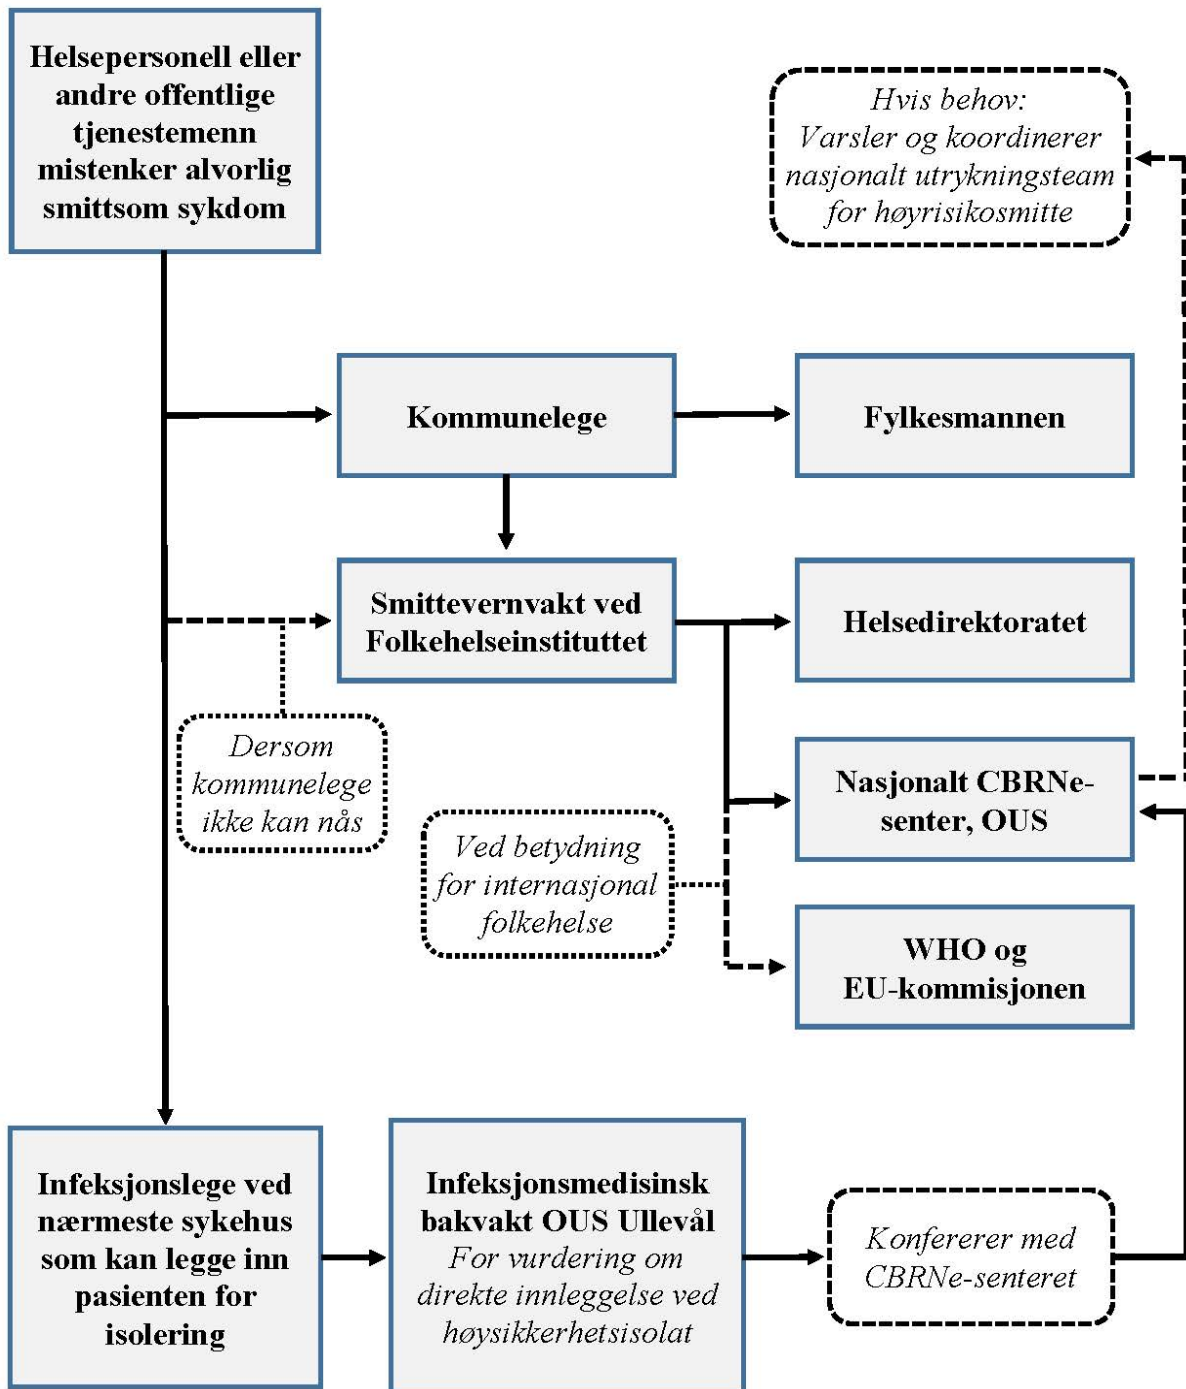 Helsepersonell eller
andre offentlige
tjenestemenn
mistenker alvorlig
smittsom sykdom
Hvis behov:
Varsler og koordinerer
nasjonalt utrykningsteam
for høyrisikosmitte
Kommunelege
Fylkesmannen
Smittevernvakt ved
Folkehelseinstituttet
Helsedirektoratet
Dersom
kommunelege
ikke kan nås
Nasjonalt CBRNe-
senter, OUS
Ved betydning
for internasjonal
folkehelse
WHO og
EU-kommisjonen
Infeksjonslege ved
nærmeste sykehus
som kan legge inn
pasienten for
isolering
Infeksjonsmedisinsk
bakvakt OUS Ullevål
For vurdering om
direkte innleggelse ved
høysikkerhetsisolat
Konfererer med
CBRNe-senteret